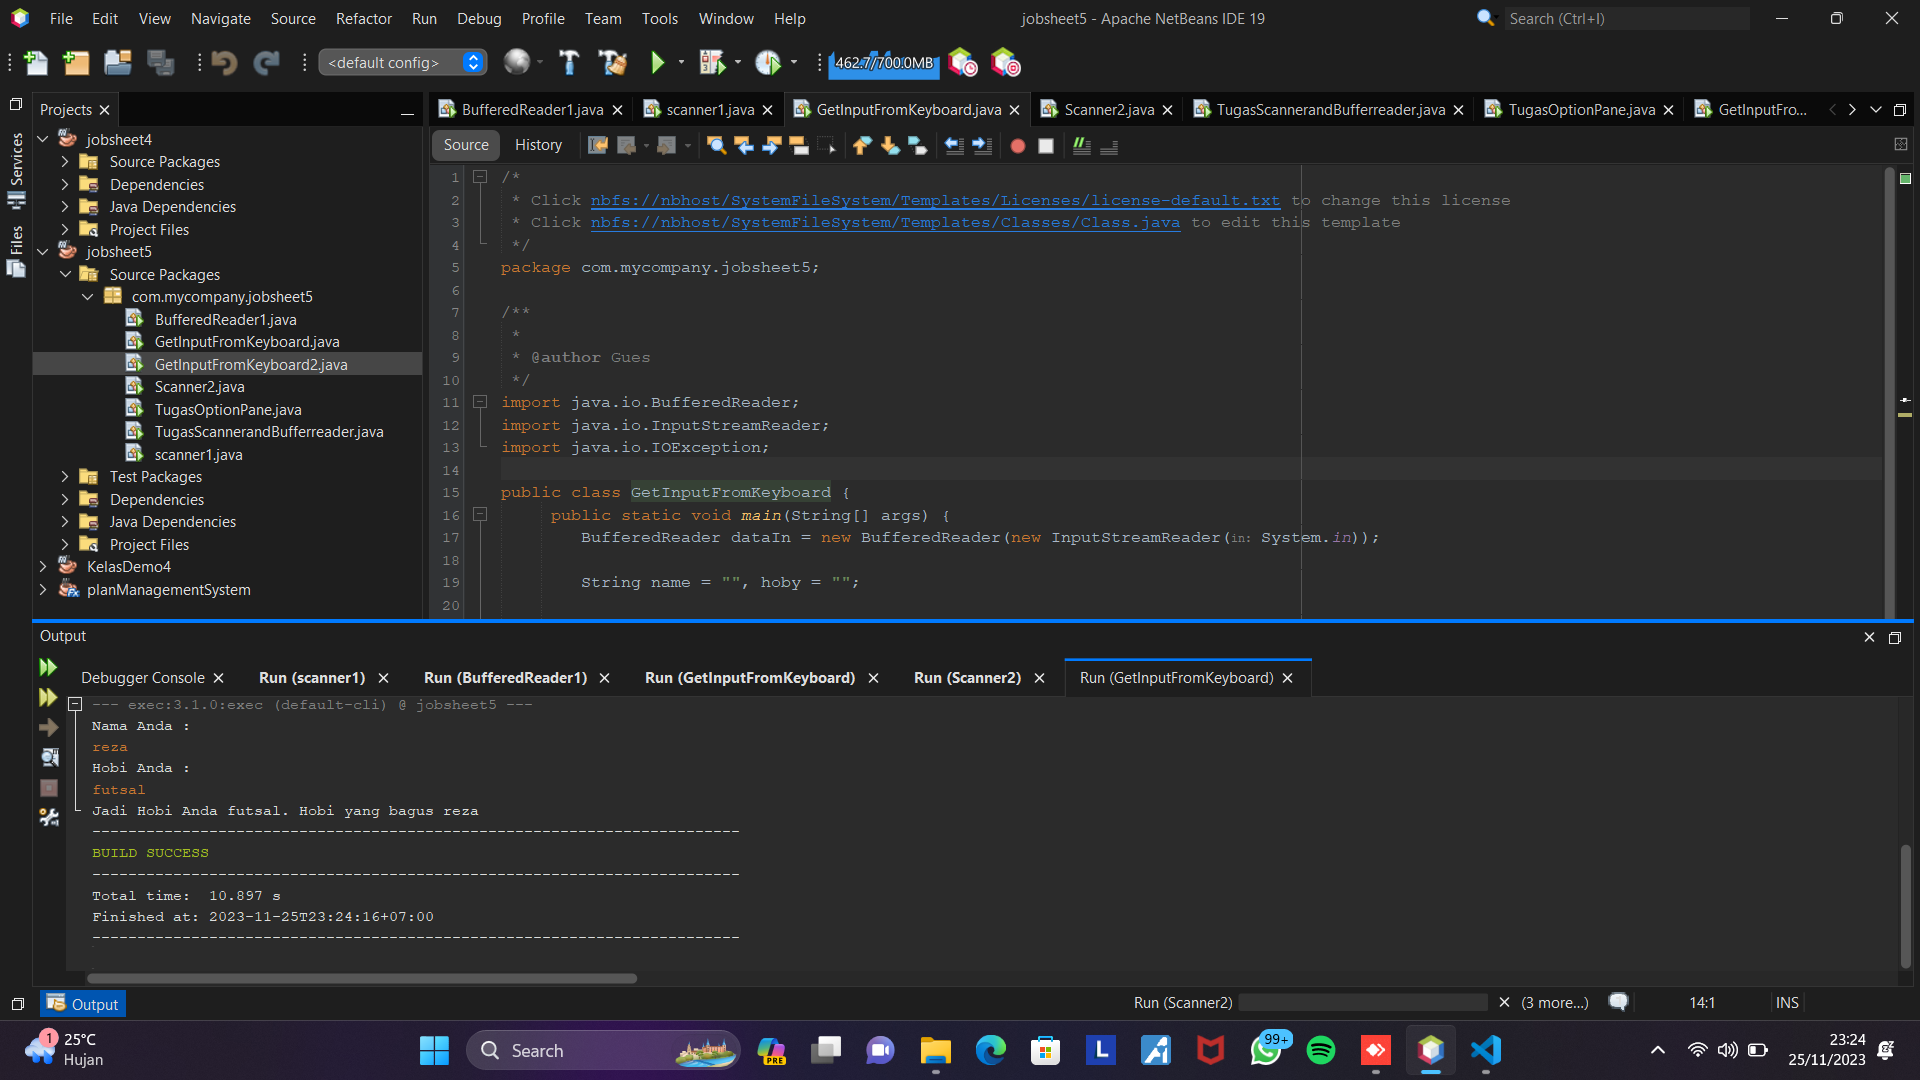 File Edit View Navigate Source Refactor Run Debug Profile Team Tools Window Help
jobsheet5 - Apache NetBeans IDE 19
Search (Ctrl+I)
<default config>
462.7/700.0MB
Services
Files
Projects
jobsheet4
Source Packages
Dependencies
Java Dependencies
Project Files
jobsheet5
Source Packages
com.mycompany.jobsheet5
BufferedReader1.java
GetInputFromKeyboard.java
GetInputFromKeyboard2.java
Scanner2.java
TugasOptionPane.java
TugasScannerandBufferreader.java
scanner1.java
Test Packages
Dependencies
Java Dependencies
Project Files
KelasDemo4
planManagementSystem
BufferedReader1.java scanner1.java GetInputFromKeyboard.java Scanner2.java TugasScannerandBufferreader.java TugasOptionPane.java GetInputFro...
Source History
1 /*
2 * Click nbfs://nbhost/SystemFileSystem/Templates/Licenses/license-default.txt to change this license
3 * Click nbfs://nbhost/SystemFileSystem/Templates/Classes/Class.java to edit this template
4 */
5 package com.mycompany.jobsheet5;
6
7 /**
8 *
9 * @author Gues
10 */
11 import java.io.BufferedReader;
12 import java.io.InputStreamReader;
13 import java.io.IOException;
14
15 public class GetInputFromKeyboard {
16 public static void main(String[] args) {
17 BufferedReader dataIn = new BufferedReader(new InputStreamReader(in: System.in));
18
19 String name = "", hoby = "";
20
Output
Debugger Console Run (scanner1) Run (BufferedReader1) Run (GetInputFromKeyboard) Run (Scanner2) Run (GetInputFromKeyboard)
--- exec:3.1.0:exec (default-cli) @ jobsheet5 ---
Nama Anda :
reza
Hobi Anda :
futsal
Jadi Hobi Anda futsal. Hobi yang bagus reza
------------------------------------------------------------------------
BUILD SUCCESS
------------------------------------------------------------------------
Total time:  10.897 s
Finished at: 2023-11-25T23:24:16+07:00
------------------------------------------------------------------------
Output
Run (Scanner2) (3 more...) 14:1 INS
1
25°C
Hujan
Search
PRE
L
99+
23:24
25/11/2023